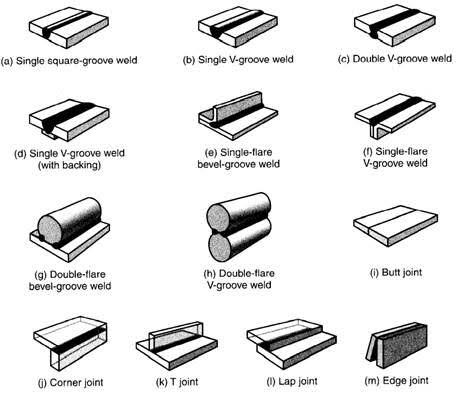 (a) Single square-groove weld
(b) Single V-groove weld
(c) Double V-groove weld
(d) Single V-groove weld
(with backing)
(e) Single-flare
bevel-groove weld
(f) Single-flare
V-groove weld
(g) Double-flare
bevel-groove weld
(h) Double-flare
V-groove weld
(i) Butt joint
(j) Corner joint
(k) T joint
(l) Lap joint
(m) Edge joint